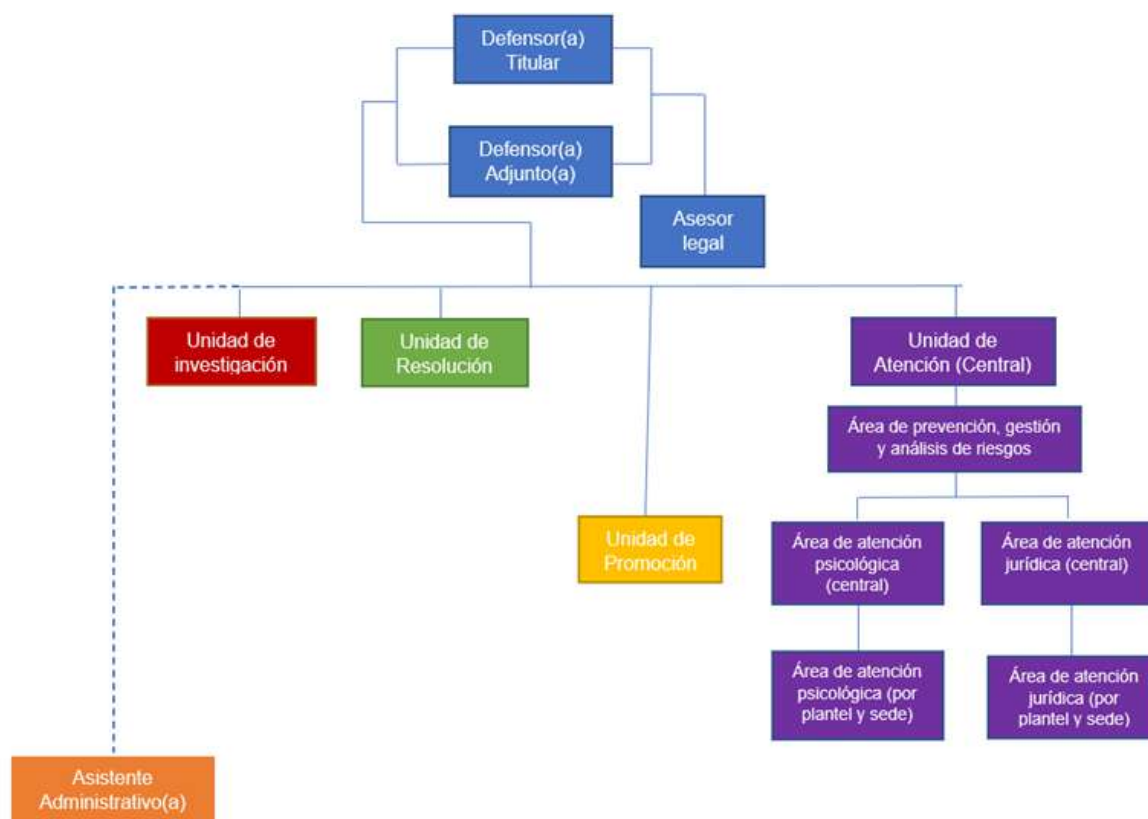 Defensor(a)
Titular
Defensor(a)
Adjunto(a)
Asesor
legal
Unidad de
investigación
Unidad de
Resolución
Unidad de
Atención (Central)
Área de prevención, gestión
y análisis de riesgos
Unidad de
Promoción
Área de atención
psicológica
(central)
Área de atención
jurídica (central)
Área de atención
psicológica (por
plantel y sede)
Área de atención
jurídica (por
plantel y sede)
Asistente
Administrativo(a)